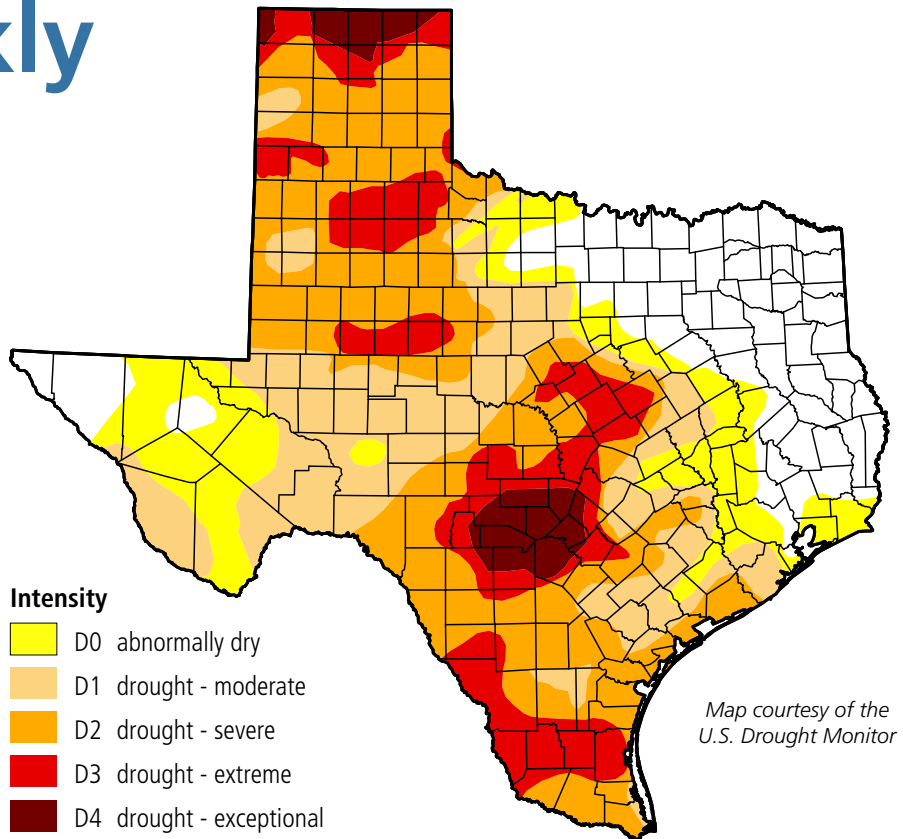 kly
Intensity
D0 abnormally dry
D1 drought - moderate
D2 drought - severe
D3 drought - extreme
D4 drought - exceptional
Map courtesy of the
U.S. Drought Monitor